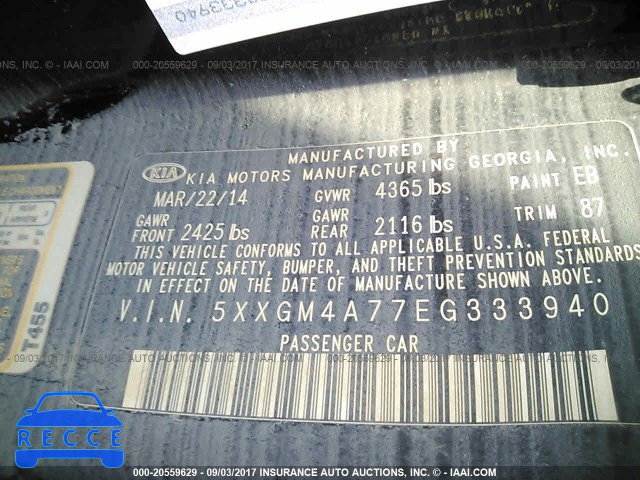 333940
000-20559629 - 09/03/2017 INSURANCE AUTO AUCTIONS, INC. - © IAAI.COM
MANUFACTURED BY
KIA KIA MOTORS MANUFACTURING GEORGIA, INC.
MAR/22/14 GVWR 4365 lbs PAINT EB
GAWR FRONT 2425 lbs GAWR REAR 2116 lbs TRIM 87
THIS VEHICLE CONFORMS TO ALL APPLICABLE U.S.A. FEDERAL
MOTOR VEHICLE SAFETY, BUMPER, AND THEFT PREVENTION STANDARDS
IN EFFECT ON THE DATE OF MANUFACTURE SHOWN ABOVE.
V.I.N. 5XXGM4A77EG333940
PASSENGER CAR
T455
RECCE
000-20559629 - 09/03/2017 INSURANCE AUTO AUCTIONS, INC. - © IAAI.COM